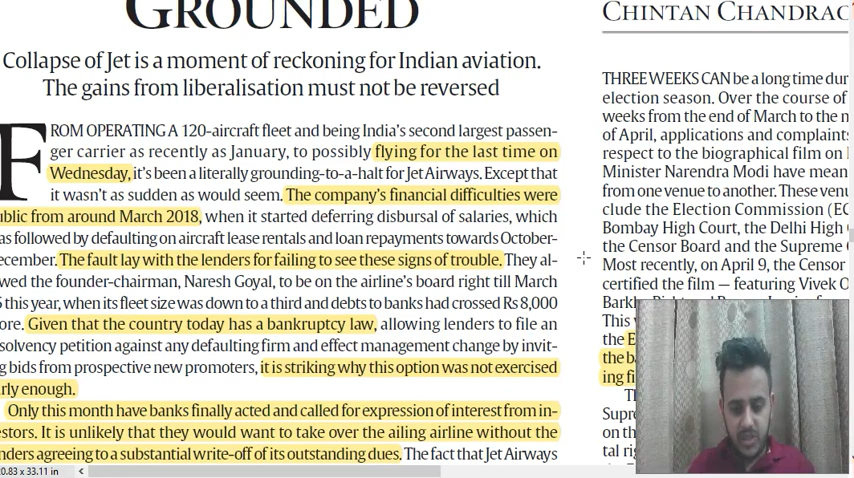 GROUNDED
Collapse of Jet is a moment of reckoning for Indian aviation.
The gains from liberalisation must not be reversed
FROM OPERATING A 120-aircraft fleet and being India's second largest passen-
ger carrier as recently as January, to possibly flying for the last time on
Wednesday, it's been a literally grounding-to-a-halt for Jet Airways. Except that
it wasn't as sudden as would seem. The company's financial difficulties were
ublic from around March 2018, when it started deferring disbursal of salaries, which
as followed by defaulting on aircraft lease rentals and loan repayments towards October-
ecember. The fault lay with the lenders for failing to see these signs of trouble. They al-
wed the founder-chairman, Naresh Goyal, to be on the airline's board right till March
this year, when its fleet size was down to a third and debts to banks had crossed Rs 8,000
ore. Given that the country today has a bankruptcy law, allowing lenders to file an
solvency petition against any defaulting firm and effect management change by invit-
g bids from prospective new promoters, it is striking why this option was not exercised
rly enough.
Only this month have banks finally acted and called for expression of interest from in-
estors. It is unlikely that they would want to take over the ailing airline without the
nders agreeing to a substantial write-off of its outstanding dues. The fact that Jet Airways
20.83 x 33.11 in
CHINTAN CHANDRAC
THREE WEEKS CAN be a long time dur
election season. Over the course of
weeks from the end of March to the m
of April, applications and complaints
respect to the biographical film on
Minister Narendra Modi have mean
from one venue to another. These venu
clude the Election Commission (EC
Bombay High Court, the Delhi High
the Censor Board and the Supreme
Most recently, on April 9, the Censor
certified the film — featuring Vivek O
This
the E
the ba
ing fi
Th
Supre
on th
tal rig